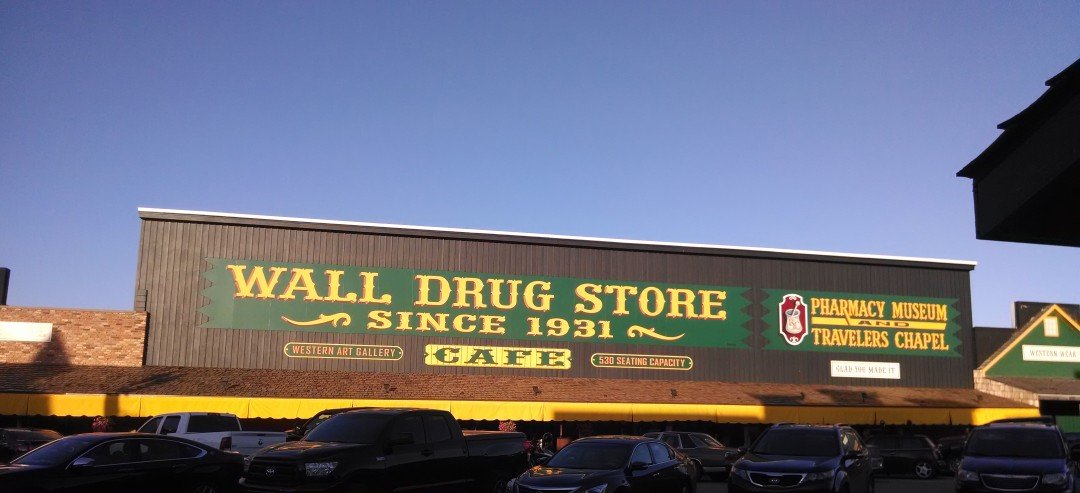 WALL DRUG STORE
SINCE 1931
WESTERN ART GALLERY
CAFE
530 SEATING CAPACITY
PHARMACY MUSEUM
AND
TRAVELERS CHAPEL
GLAD YOU MADE IT
WESTERN WEAR